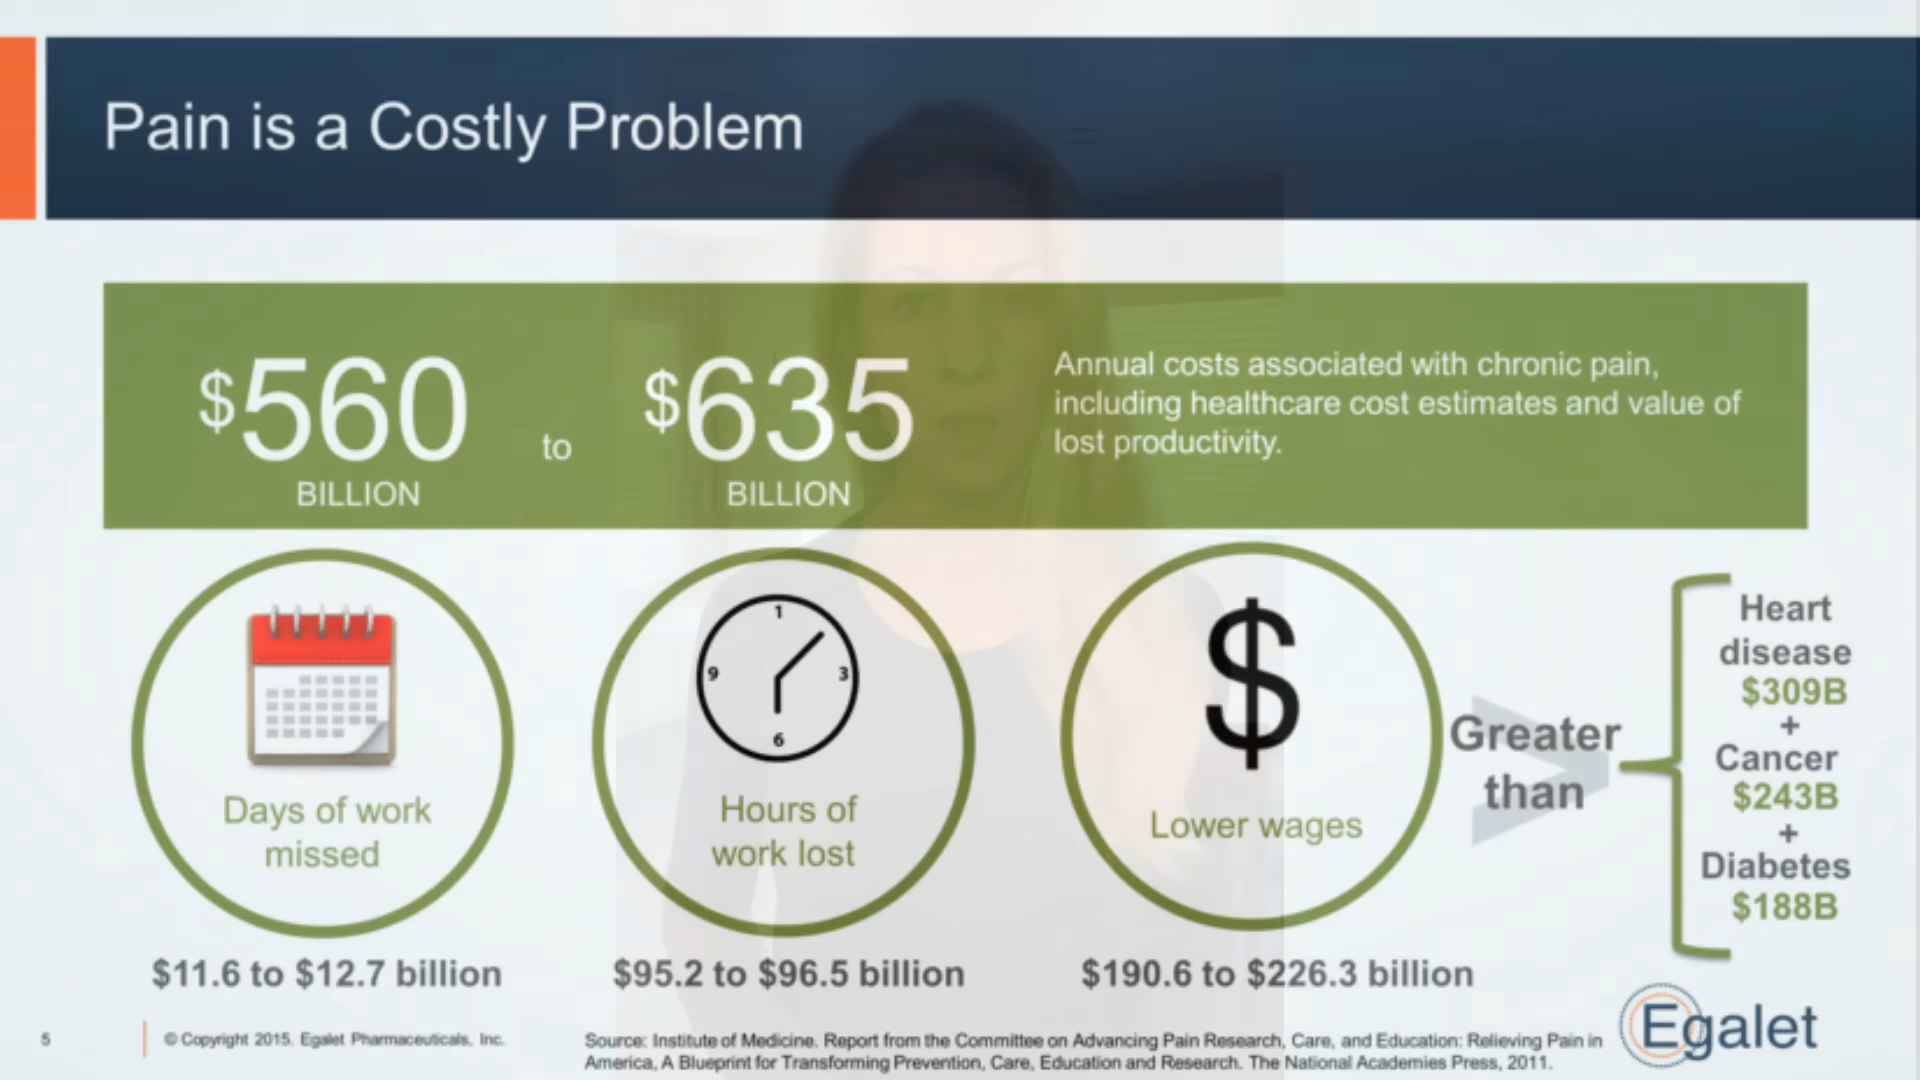 Pain is a Costly Problem
$560
BILLION
to
$635
BILLION
Annual costs associated with chronic pain,
including healthcare cost estimates and value of
lost productivity.
1
9
3
6
Days of work
missed
Hours of
work lost
$
Lower wages
Greater
than
>
Heart
disease
$309B
+
Cancer
$243B
+
Diabetes
$188B
$11.6 to $12.7 billion
$95.2 to $96.5 billion
$190.6 to $226.3 billion
5
© Copyright 2015. Egalet Pharmaceuticals, Inc.
Source: Institute of Medicine. Report from the Committee on Advancing Pain Research, Care, and Education: Relieving Pain in
America, A Blueprint for Transforming Prevention, Care, Education and Research. The National Academies Press, 2011.
Egalet